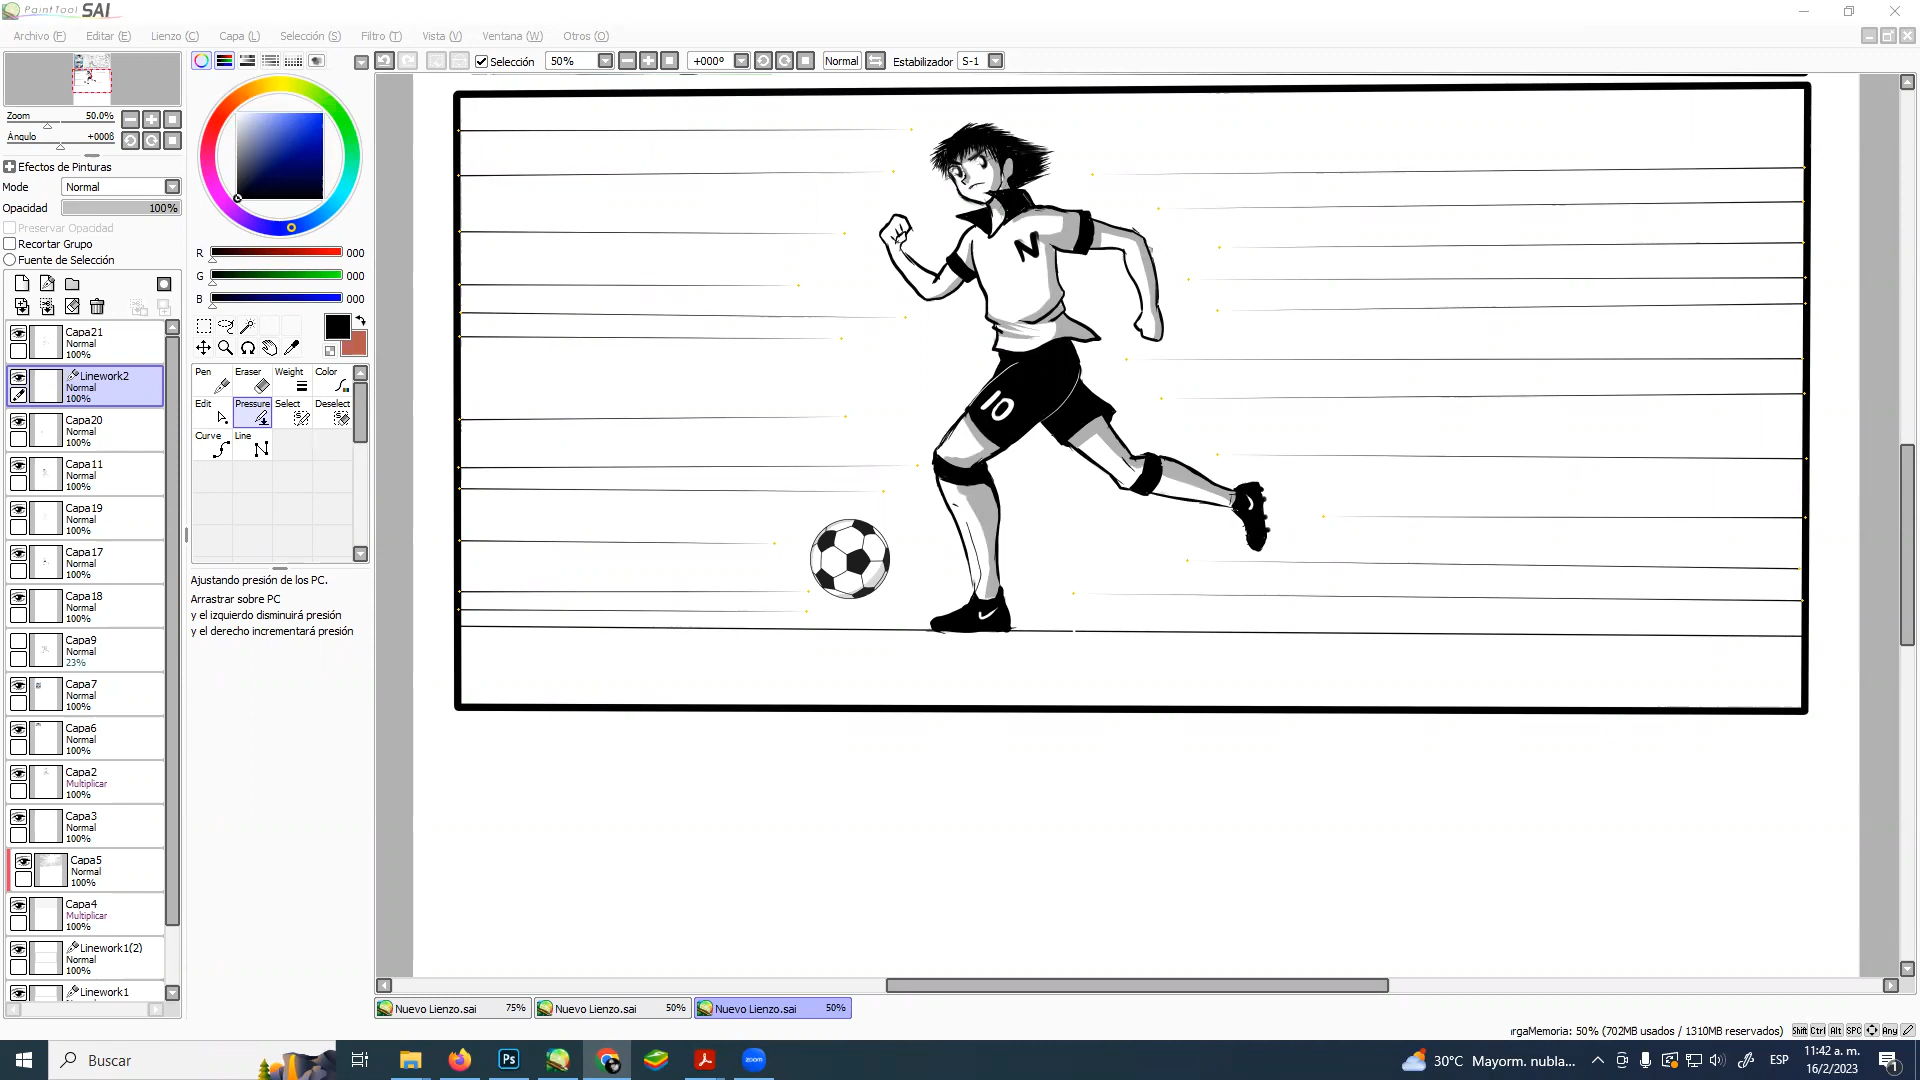 PaintTool SAI
Archivo (F) Editar (E) Lienzo (C) Capa (L) Selección (S) Filtro (T) Vista (V) Ventana (W) Otros (O)
Selección 50% +000º Normal Estabilizador S-1
Zoom 50.0%
Ángulo +000ß
Efectos de Pinturas
Mode Normal
Opacidad 100%
Preservar Opacidad
Recortar Grupo
Fuente de Selección
Capa21
Normal
100%
Linework2
Normal
100%
Capa20
Normal
100%
Capa11
Normal
100%
Capa19
Normal
100%
Capa17
Normal
100%
Capa18
Normal
100%
Capa9
23%
Capa7
Normal
100%
Capa6
Normal
100%
Capa2
Multiplicar
100%
Capa3
Normal
100%
Capa5
Normal
100%
Capa4
Multiplicar
100%
Linework1(2)
Normal
100%
Linework1
R 000
G 000
B 000
Pen Eraser Weight Color
Edit Pressure Select Deselect
Curve Line
Ajustando presión de los PC.
Arrastrar sobre PC
y el izquierdo disminuirá presión
y el derecho incrementará presión
N
10
Nuevo Lienzo.sai 75% Nuevo Lienzo.sai 50% Nuevo Lienzo.sai 50%
ırgaMemoria: 50% (702MB usados / 1310MB reservados) Shift Ctrl Alt SPC Any
Buscar
Ps
zoom
30°C Mayorm. nubla...
ESP
11:42 a. m.
16/2/2023
1